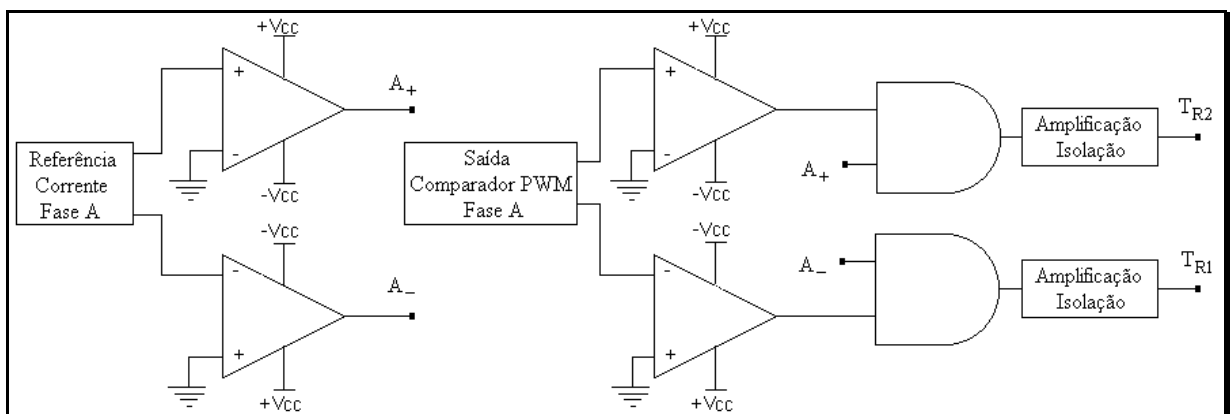 +Vcc
+
-
-Vcc
A+
Referência
Corrente
Fase A
-Vcc
-
+
+Vcc
A−
+Vcc
+
-
-Vcc
Saída
Comparador PWM
Fase A
-Vcc
-
+
+Vcc
A+
Amplificação
Isolação
TR2
A−
Amplificação
Isolação
TR1